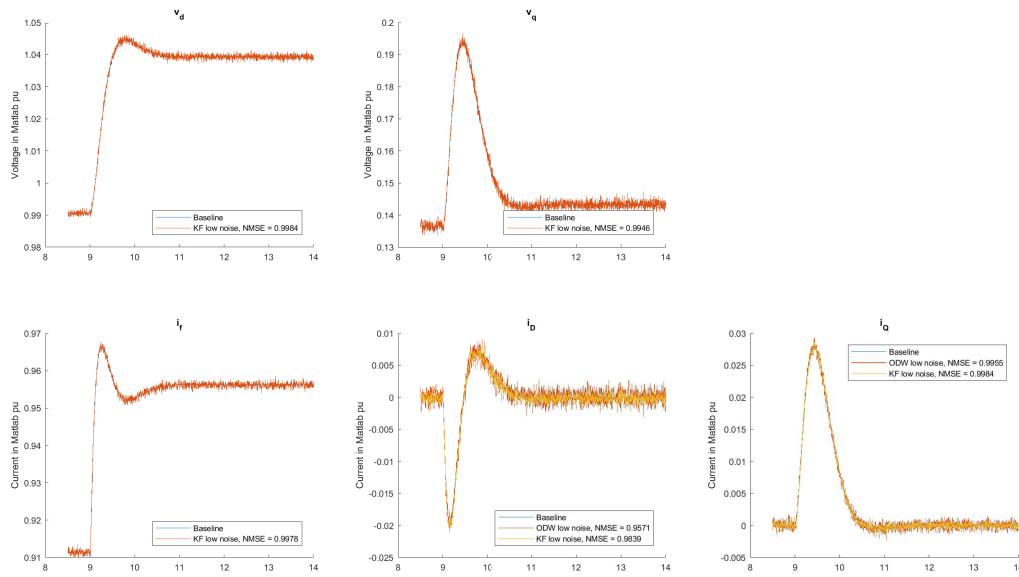 v_d
1.05
1.04
1.03
1.02
1.01
1
0.99
0.98
Voltage in Matlab pu
8 9 10 11 12 13 14
Baseline
KF low noise, NMSE = 0.9984
v_q
0.2
0.19
0.18
0.17
0.16
0.15
0.14
0.13
Voltage in Matlab pu
8 9 10 11 12 13 14
Baseline
KF low noise, NMSE = 0.9946
i_f
0.97
0.96
0.95
0.94
0.93
0.92
0.91
Current in Matlab pu
8 9 10 11 12 13 14
Baseline
KF low noise, NMSE = 0.9978
i_D
0.01
0.005
0
-0.005
-0.01
-0.015
-0.02
-0.025
Current in Matlab pu
8 9 10 11 12 13 14
Baseline
ODW low noise, NMSE = 0.9571
KF low noise, NMSE = 0.9839
i_Q
0.03
0.025
0.02
0.015
0.01
0.005
0
-0.005
Current in Matlab pu
8 9 10 11 12 13 14
Baseline
ODW low noise, NMSE = 0.9955
KF low noise, NMSE = 0.9984